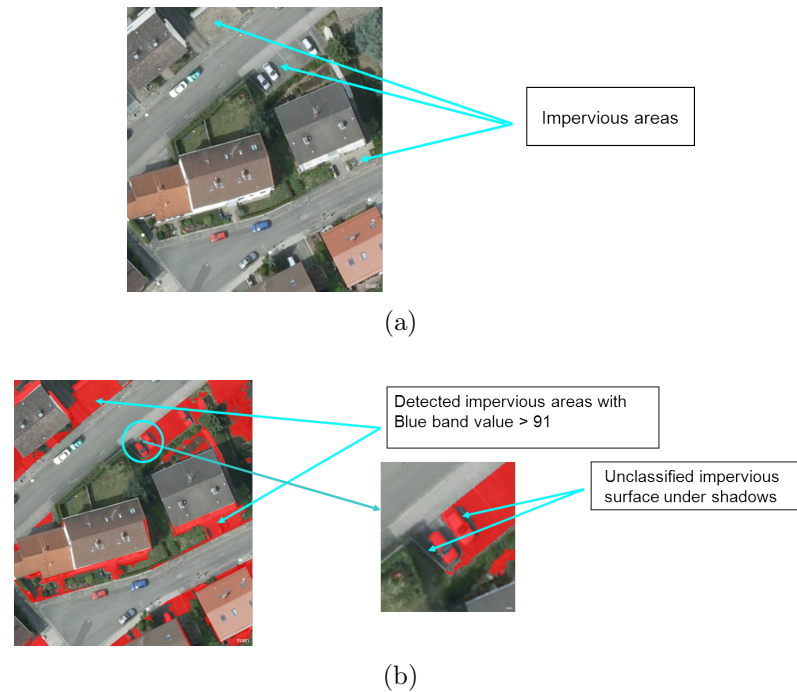 Impervious areas
(a)
Detected impervious areas with
Blue band value > 91
Unclassified impervious
surface under shadows
(b)